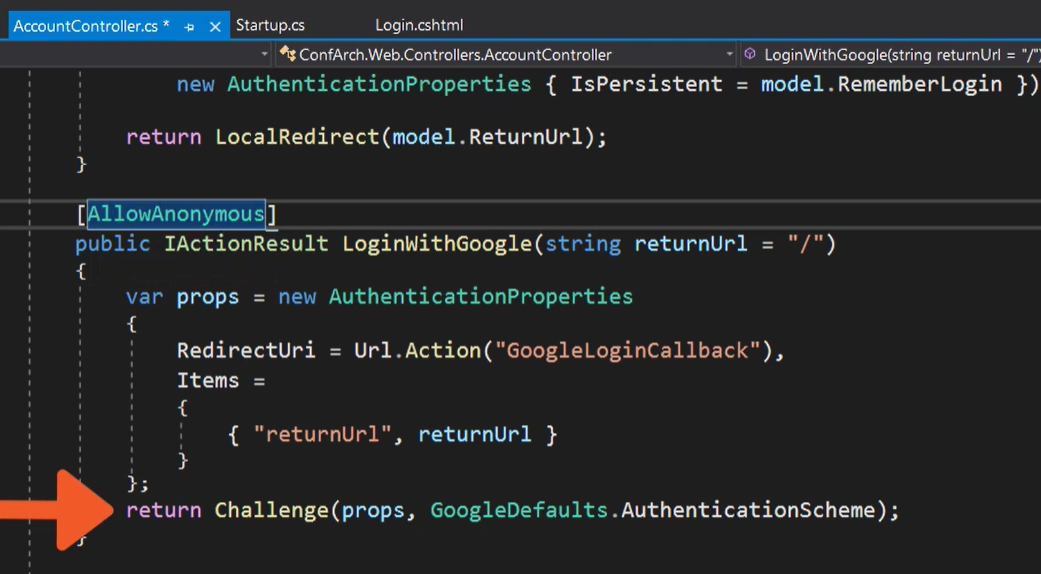 AccountController.cs * Startup.cs Login.cshtml
ConfArch.Web.Controllers.AccountController LoginWithGoogle(string returnUrl = "/")
new AuthenticationProperties { IsPersistent = model.RememberLogin })
return LocalRedirect(model.ReturnUrl);
}
[AllowAnonymous]
public IActionResult LoginWithGoogle(string returnUrl = "/")
{
var props = new AuthenticationProperties
{
RedirectUri = Url.Action("GoogleLoginCallback"),
Items =
{
{ "returnUrl", returnUrl }
}
};
return Challenge(props, GoogleDefaults.AuthenticationScheme);
}